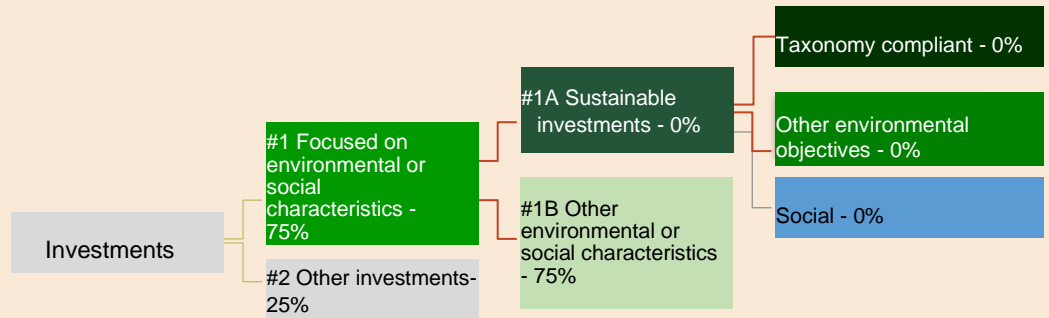 Investments
#1 Focused on
environmental or
social
characteristics -
75%
#2 Other investments-
25%
#1A Sustainable
investments - 0%
#1B Other
environmental or
social characteristics
- 75%
Taxonomy compliant - 0%
Other environmental
objectives - 0%
Social - 0%